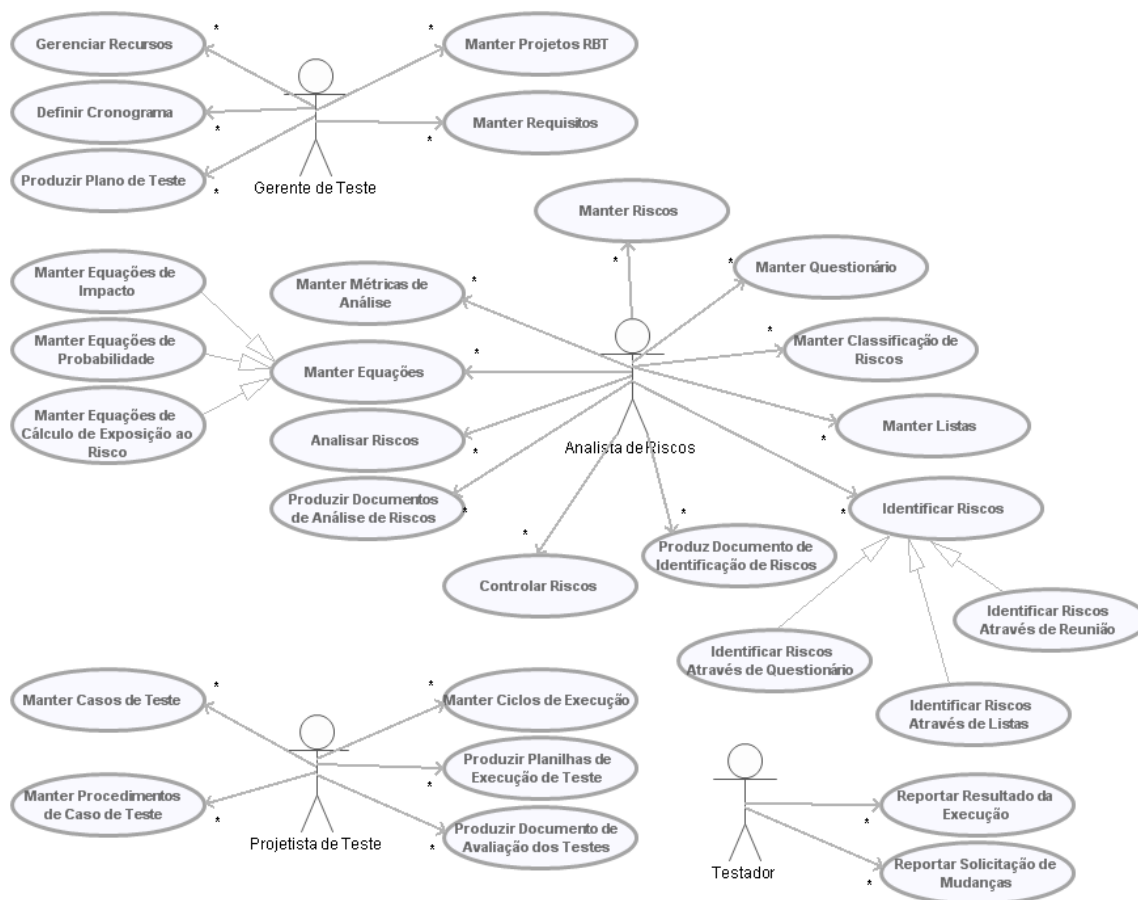 Gerenciar Recursos
*
*
Manter Projetos RBT
Definir Cronograma
*
Manter Requisitos
*
Produzir Plano de Teste
*
Gerente de Teste
Manter Riscos
*
Manter Questionário
*
Manter Equações de
Impacto
Manter Métricas de
Análise
*
Manter Equações de
Probabilidade
Manter Classificação de
Riscos
*
Manter Equações
*
Manter Equações de
Cálculo de Exposição ao
Risco
Analisar Riscos
*
Manter Listas
*
Analista de Riscos
Produzir Documentos
de Análise de Riscos
*
Identificar Riscos
*
*
Controlar Riscos
*
Produz Documento de
Identificação de Riscos
Identificar Riscos
Através de Reunião
Identificar Riscos
Através de Questionário
Identificar Riscos
Através de Listas
Manter Casos de Teste
*
*
Manter Ciclos de Execução
Produzir Planilhas de
Execução de Teste
*
Manter Procedimentos
de Caso de Teste
*
Produzir Documento de
Avaliação dos Testes
*
Projetista de Teste
Reportar Resultado da
Execução
*
Reportar Solicitação de
Mudanças
*
Testador